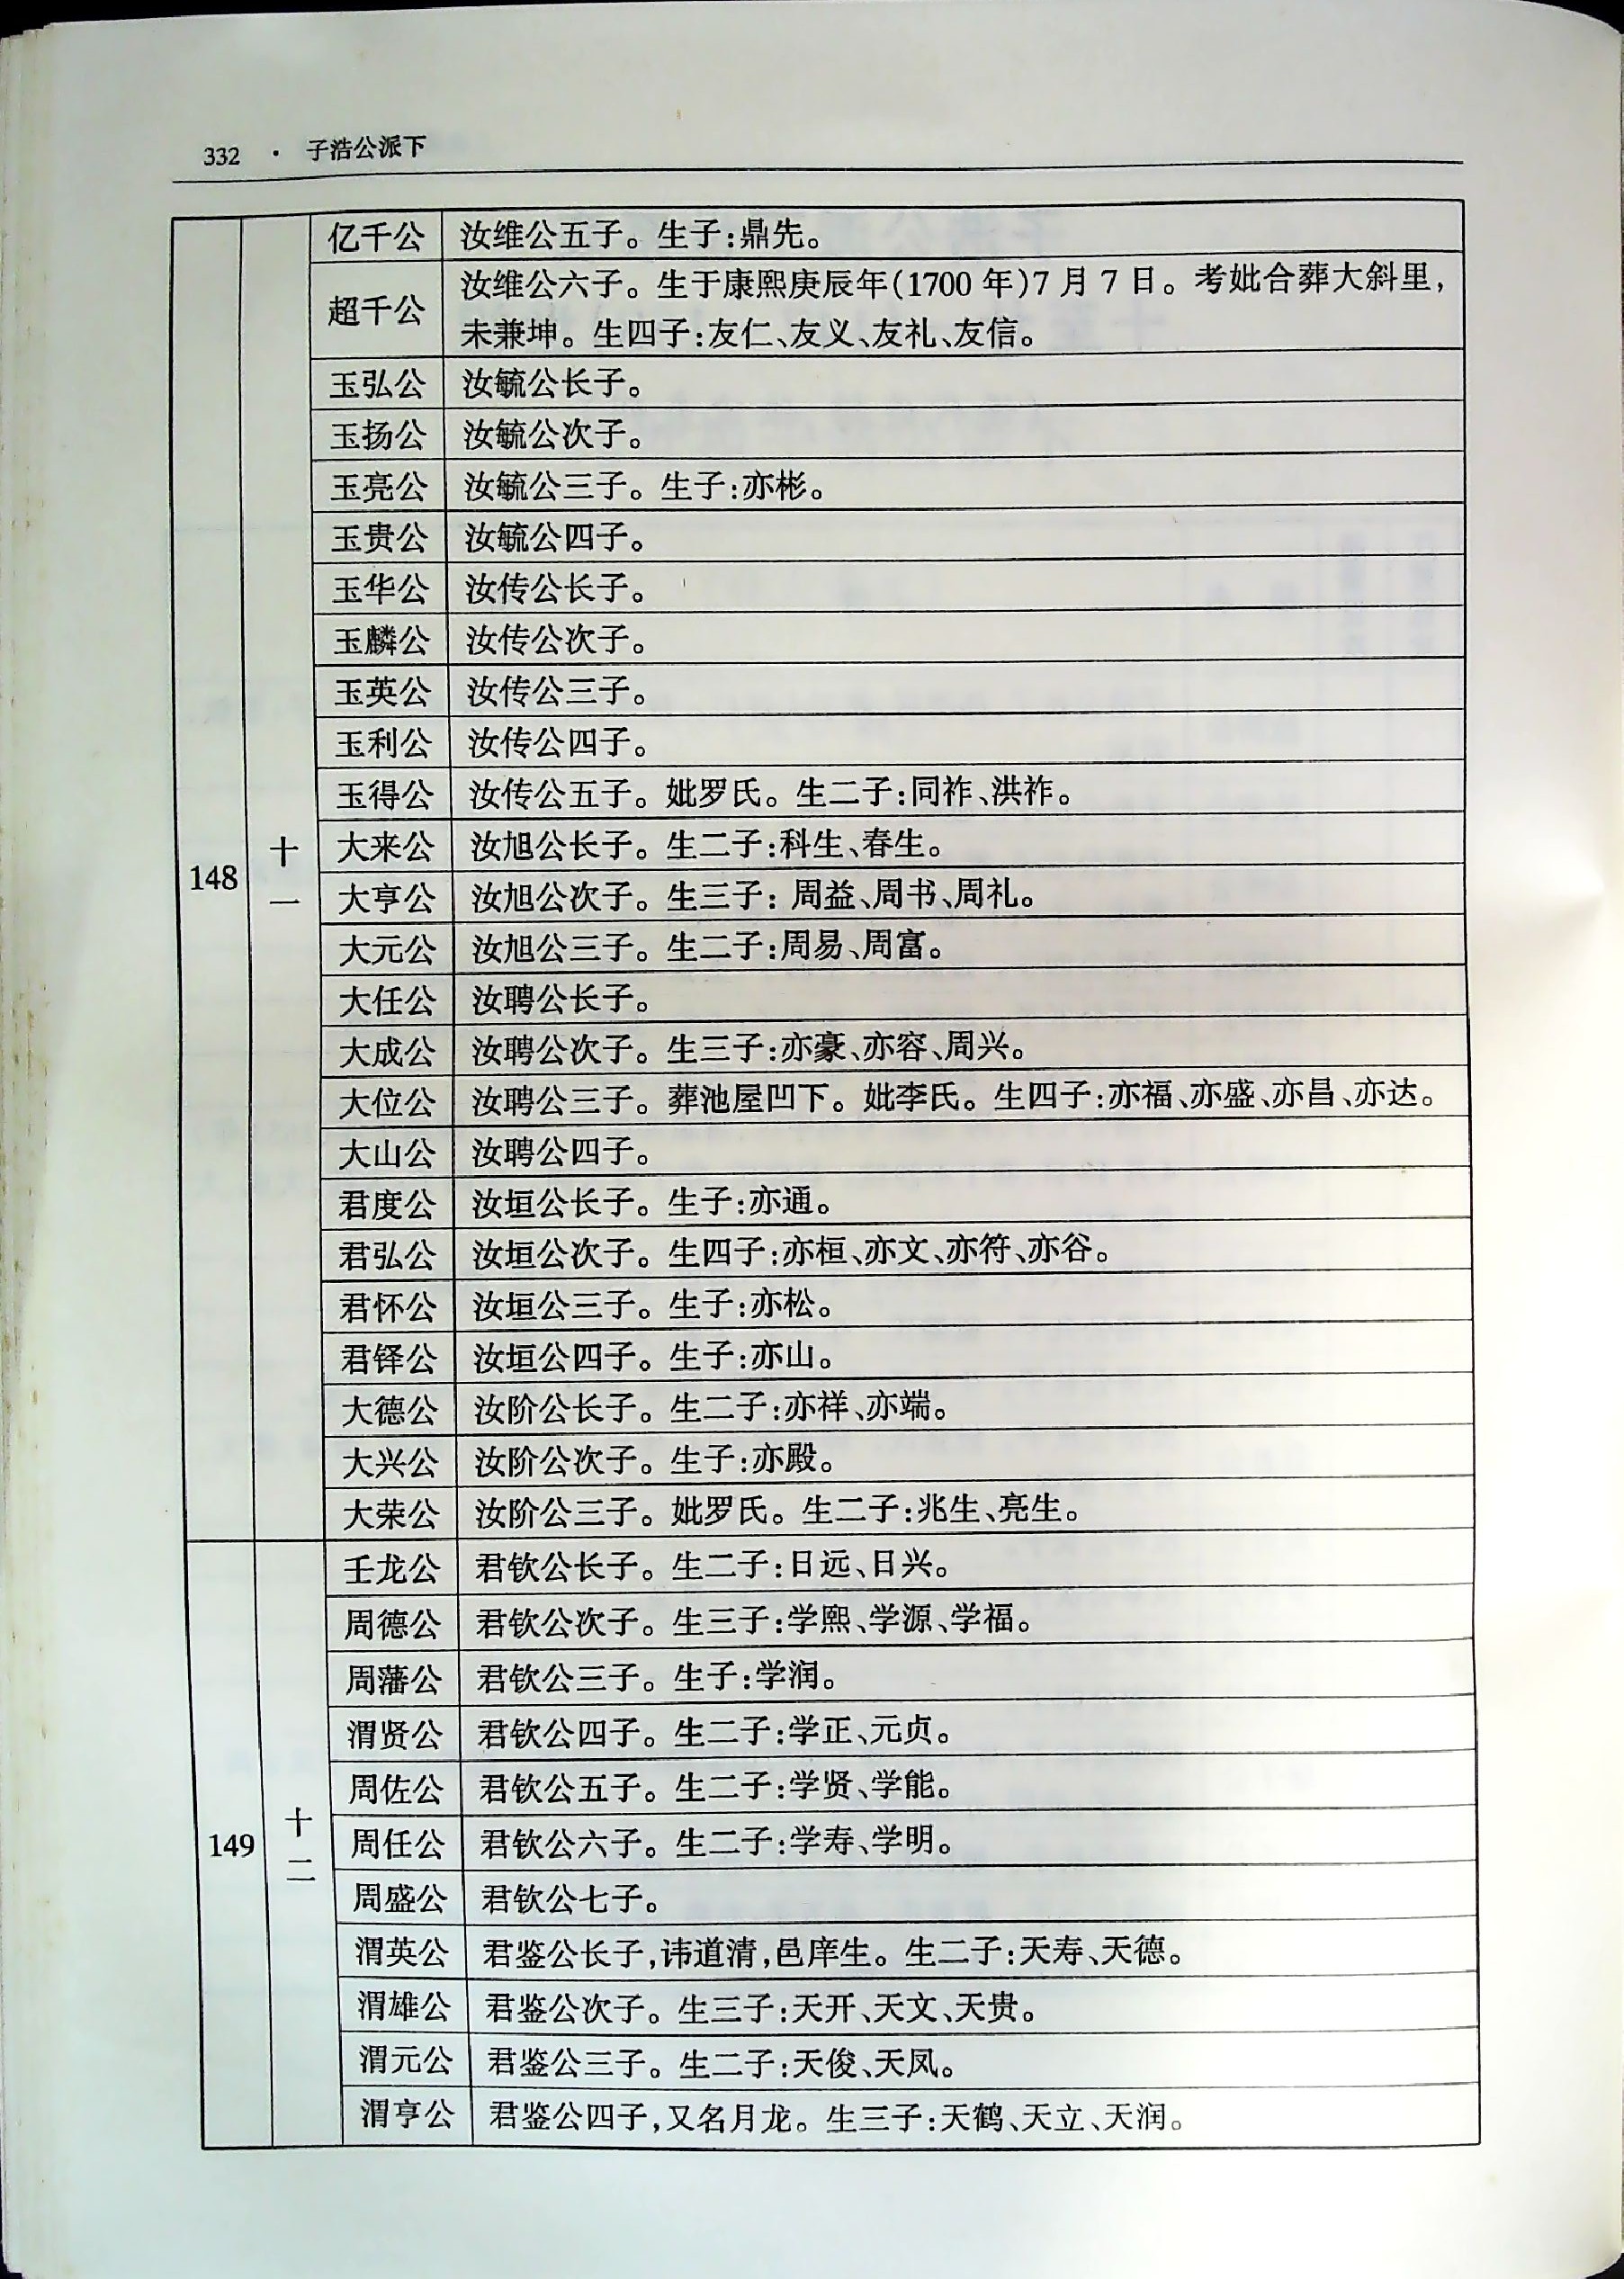 332 · 子浩公派下
亿千公 汝维公五子。生子:鼎先。
超千公 汝维公六子。生于康熙庚辰年(1700 年)7 月 7 日。考妣合葬大斜里,
未兼坤。生四子:友仁、友义、友礼、友信。
玉弘公 汝毓公长子。
玉扬公 汝毓公次子。
玉亮公 汝毓公三子。生子:亦彬。
玉贵公 汝毓公四子。
玉华公 汝传公长子。
玉麟公 汝传公次子。
玉英公 汝传公三子。
玉利公 汝传公四子。
玉得公 汝传公五子。妣罗氏。生二子:同祚、洪祚。
148 十一 大来公 汝旭公长子。生二子:科生、春生。
大亨公 汝旭公次子。生三子: 周益、周书、周礼。
大元公 汝旭公三子。生二子:周易、周富。
大任公 汝聘公长子。
大成公 汝聘公次子。生三子:亦豪、亦容、周兴。
大位公 汝聘公三子。葬池屋凹下。妣李氏。生四子:亦福、亦盛、亦昌、亦达。
大山公 汝聘公四子。
君度公 汝垣公长子。生子:亦通。
君弘公 汝垣公次子。生四子:亦桓、亦文、亦符、亦谷。
君怀公 汝垣公三子。生子:亦松。
君铎公 汝垣公四子。生子:亦山。
大德公 汝阶公长子。生二子:亦祥、亦端。
大兴公 汝阶公次子。生子:亦殿。
大荣公 汝阶公三子。妣罗氏。生二子:兆生、亮生。
壬龙公 君钦公长子。生二子:日远、日兴。
周德公 君钦公次子。生三子:学熙、学源、学福。
周藩公 君钦公三子。生子:学润。
渭贤公 君钦公四子。生二子:学正、元贞。
周佐公 君钦公五子。生二子:学贤、学能。
149 十二 周任公 君钦公六子。生二子:学寿、学明。
周盛公 君钦公七子。
渭英公 君鉴公长子,讳道清,邑庠生。生二子:天寿、天德。
渭雄公 君鉴公次子。生三子:天开、天文、天贵。
渭元公 君鉴公三子。生二子:天俊、天凤。
渭亨公 君鉴公四子,又名月龙。生三子:天鹤、天立、天润。